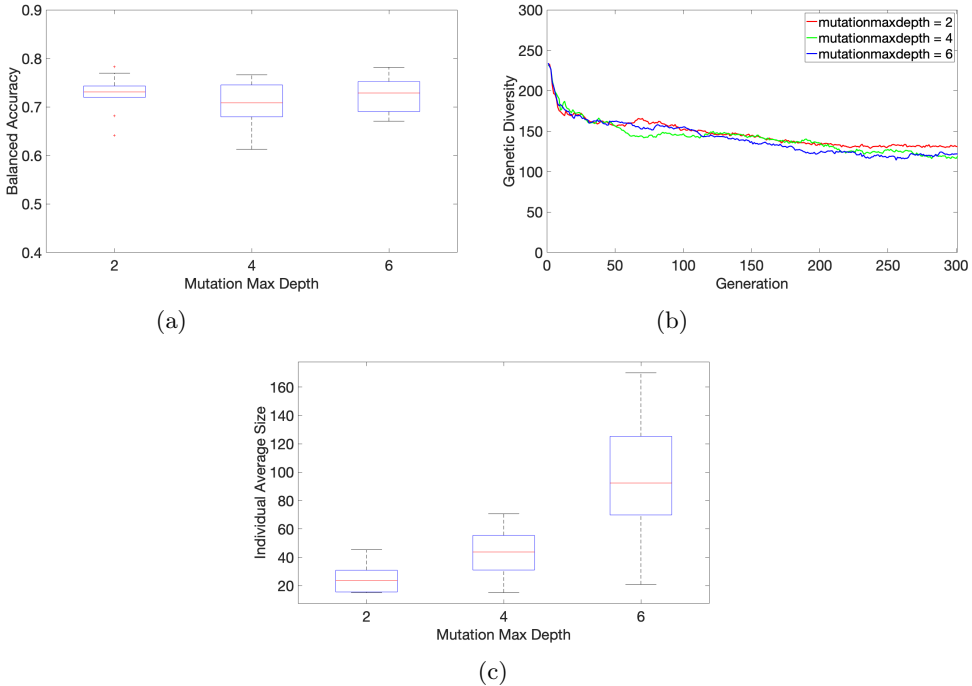 0.9
0.8
0.7
0.6
0.5
0.4
Balanced Accuracy
2 4 6
Mutation Max Depth
(a)
300
250
200
150
100
50
0
Genetic Diversity
mutationmaxdepth = 2
mutationmaxdepth = 4
mutationmaxdepth = 6
0 50 100 150 200 250 300
Generation
(b)
160
140
120
100
80
60
40
20
Individual Average Size
2 4 6
Mutation Max Depth
(c)